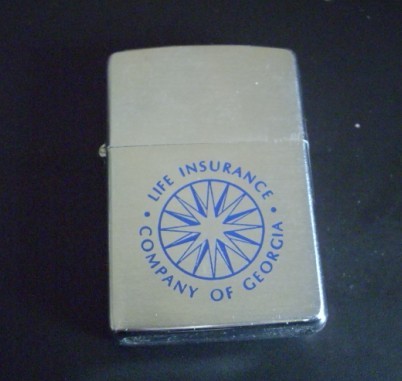 • LIFE INSURANCE •
COMPANY OF GEORGIA